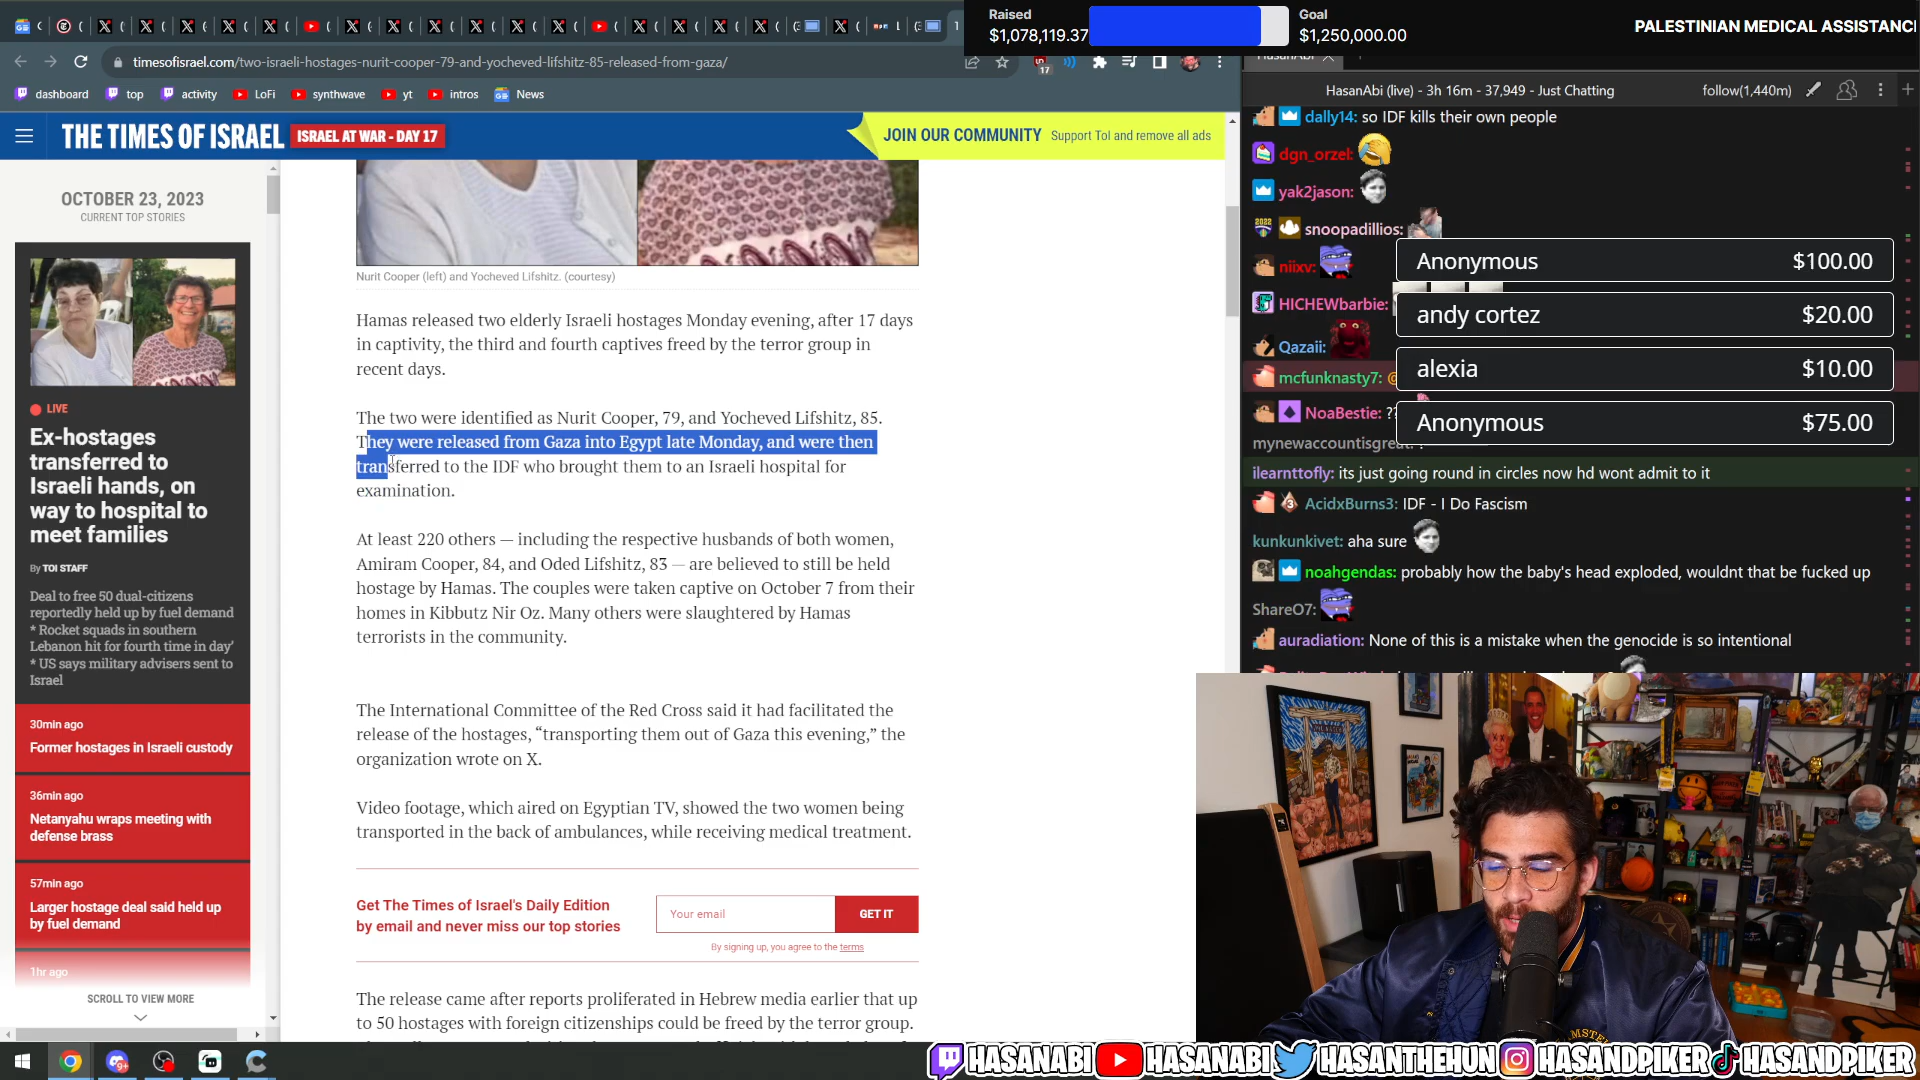 Raised
$1,078,119.37
Goal
$1,250,000.00
PALESTINIAN MEDICAL ASSISTANC
timesofisrael.com/two-israeli-hostages-nurit-cooper-79-and-yocheved-lifshitz-85-released-from-gaza/
17
dashboard
top
activity
LoFi
synthwave
yt
intros
News
THE TIMES OF ISRAEL
ISRAEL AT WAR - DAY 17
JOIN OUR COMMUNITY
Support ToI and remove all ads
OCTOBER 23, 2023
CURRENT TOP STORIES
LIVE
Ex-hostages
transferred to
Israeli hands, on
way to hospital to
meet families
By TOI STAFF
Deal to free 50 dual-citizens
reportedly held up by fuel demand
* Rocket squads in southern
Lebanon hit for fourth time in day'
* US says military advisers sent to
Israel
30min ago
Former hostages in Israeli custody
36min ago
Netanyahu wraps meeting with
defense brass
57min ago
Larger hostage deal said held up
by fuel demand
1hr ago
SCROLL TO VIEW MORE
Nurit Cooper (left) and Yocheved Lifshitz. (courtesy)
Hamas released two elderly Israeli hostages Monday evening, after 17 days
in captivity, the third and fourth captives freed by the terror group in
recent days.
The two were identified as Nurit Cooper, 79, and Yocheved Lifshitz, 85.
They were released from Gaza into Egypt late Monday, and were then
transferred to the IDF who brought them to an Israeli hospital for
examination.
At least 220 others — including the respective husbands of both women,
Amiram Cooper, 84, and Oded Lifshitz, 83 — are believed to still be held
hostage by Hamas. The couples were taken captive on October 7 from their
homes in Kibbutz Nir Oz. Many others were slaughtered by Hamas
terrorists in the community.
The International Committee of the Red Cross said it had facilitated the
release of the hostages, “transporting them out of Gaza this evening,” the
organization wrote on X.
Video footage, which aired on Egyptian TV, showed the two women being
transported in the back of ambulances, while receiving medical treatment.
Get The Times of Israel's Daily Edition
by email and never miss our top stories
Your email
GET IT
By signing up, you agree to the terms
The release came after reports proliferated in Hebrew media earlier that up
to 50 hostages with foreign citizenships could be freed by the terror group.
HasanAbi
HasanAbi (live) - 3h 16m - 37,949 - Just Chatting
follow(1,440m)
dally14: so IDF kills their own people
dgn_orzel:
yak2jason:
snoopadillios:
niixv:
HICHEWbarbie:
Qazaii:
mcfunknasty7: @
NoaBestie: ??
mynewaccountisgrea
Anonymous $100.00
andy cortez $20.00
alexia $10.00
Anonymous $75.00
ilearnttofly: its just going round in circles now hd wont admit to it
AcidxBurns3: IDF - I Do Fascism
kunkunkivet: aha sure
noahgendas: probably how the baby's head exploded, wouldnt that be fucked up
ShareO7:
auradiation: None of this is a mistake when the genocide is so intentional
HASANABI
HASANABI
HASANTHEHUN
HASANDPIKER
HASANDPIKER